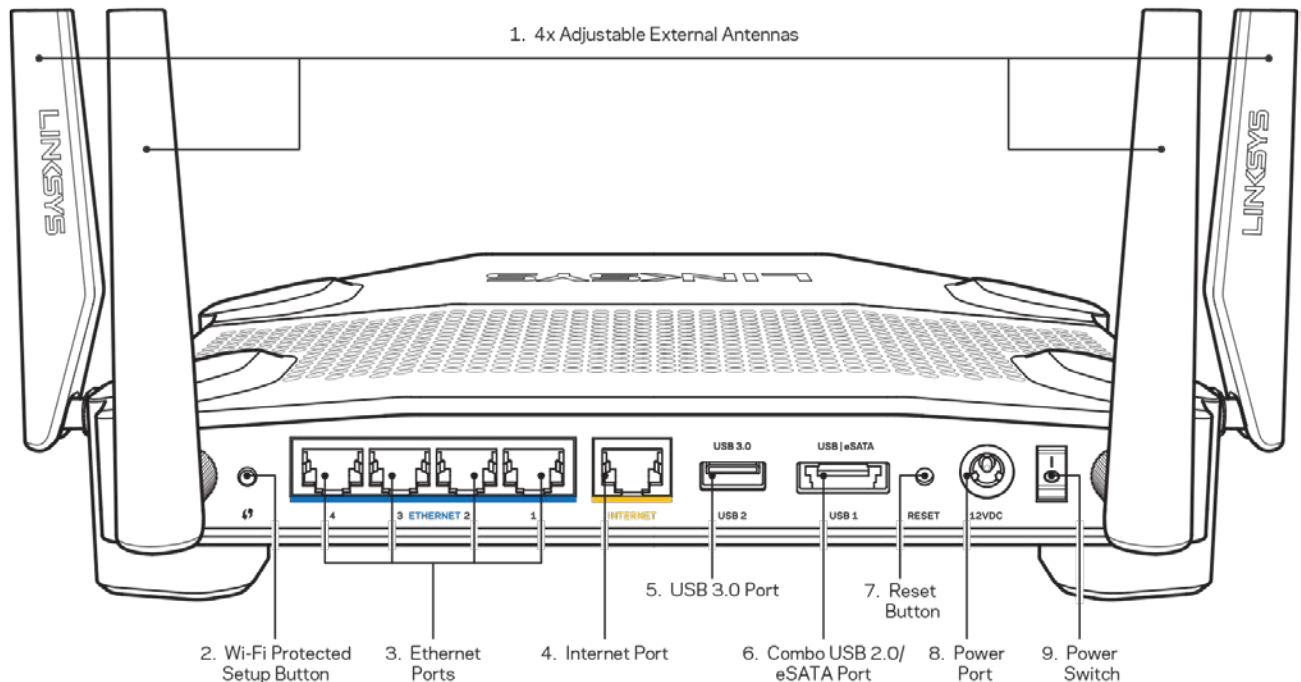 1. 4x Adjustable External Antennas
LINKSYS
LINKSYS
LINKSYS
USB 3.0
USB | eSATA
4
3 ETHERNET 2
1
INTERNET
USB 2
USB 1
RESET
12VDC
5. USB 3.0 Port
7. Reset
Button
2. Wi-Fi Protected
Setup Button
3. Ethernet
Ports
4. Internet Port
6. Combo USB 2.0/
eSATA Port
8. Power
Port
9. Power
Switch